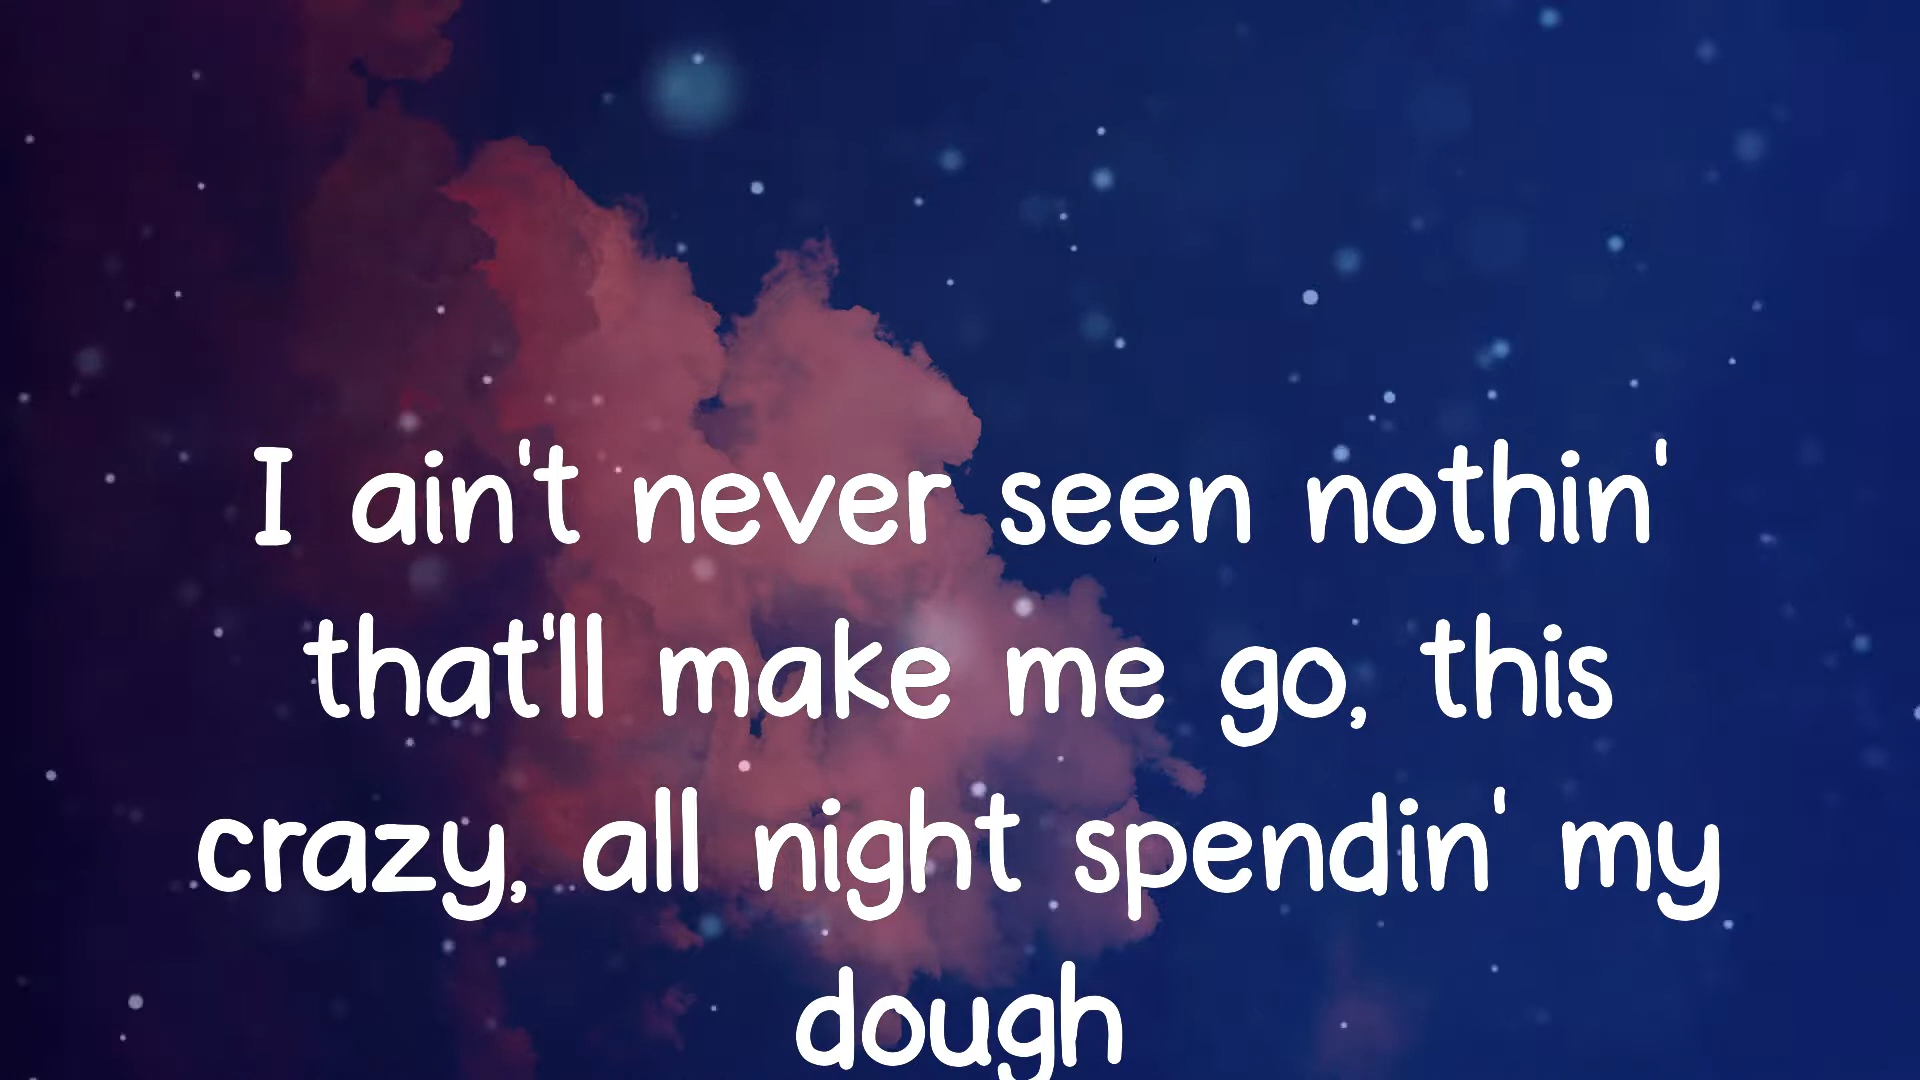 I ain't never seen nothin'
that'll make me go, this
crazy, all night spendin' my
dough